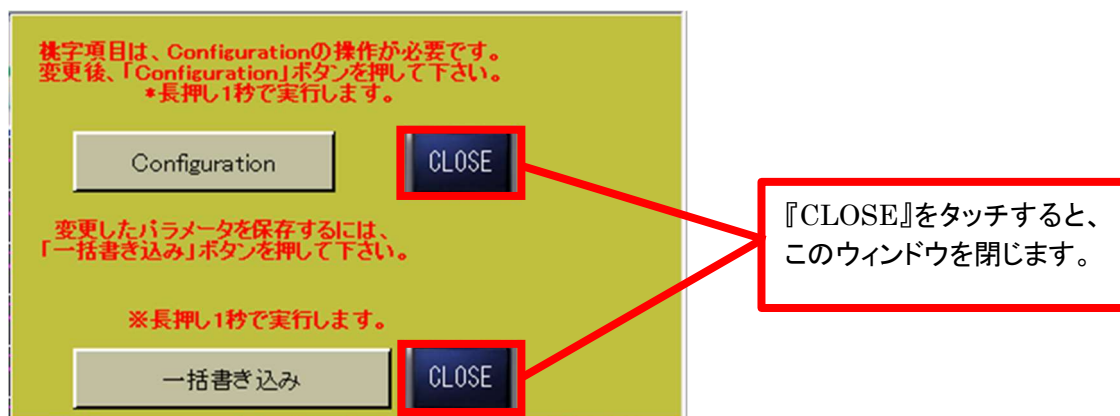 桃字項目は、Configurationの操作が必要です。
変更後、「Configuration」ボタンを押して下さい。
*長押し1秒で実行します。
Configuration
CLOSE
変更したパラメータを保存するには、
「一括書き込み」ボタンを押して下さい。
※長押し1秒で実行します。
一括書き込み
CLOSE
『CLOSE』をタッチすると、
このウィンドウを閉じます。